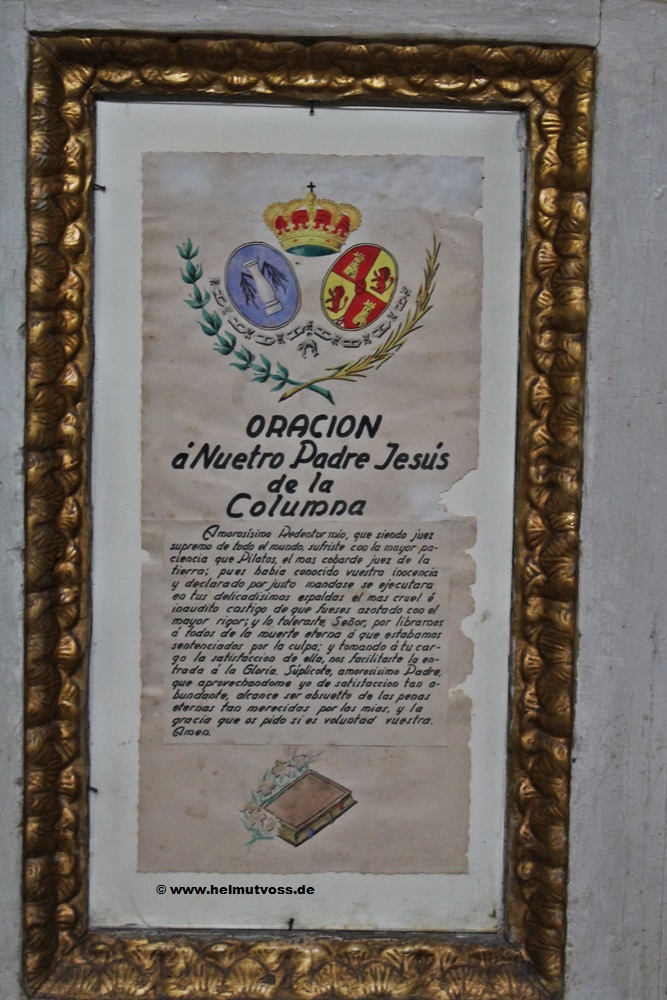 ORACION
á Nuetro Padre Jesús
de la
Columna
Amorosísimo Redentor mio, que siendo juez
supremo de todo el mundo, sufriste con la mayor pa-
ciencia que Pilatos, el mas cobarde juez de la
tierra; pues habia conocido vuestra inocencia
y declarado por justo mandase se ejecutara
en tus delicadísimas espaldas el mas cruel é
inaudito castigo de que fueses azotado con el
mayor rigor; y lo toleraste, Señor, por librarnos
á todos de la muerte eterna á que estabamos
sentenciados por la culpa; y tomando á tu car-
go la satisfaccion de ella, nos facilitaste la en-
trada á la Gloria. Súplicote, amorosisimo Padre,
que aprovechandome yo de satisfaccion tan a-
bundante, alcance ser absuelto de las penas
eternas tan merecidas por las mias, y la
gracia que os pido si es voluntad vuestra.
Amen.
© www.helmutvoss.de